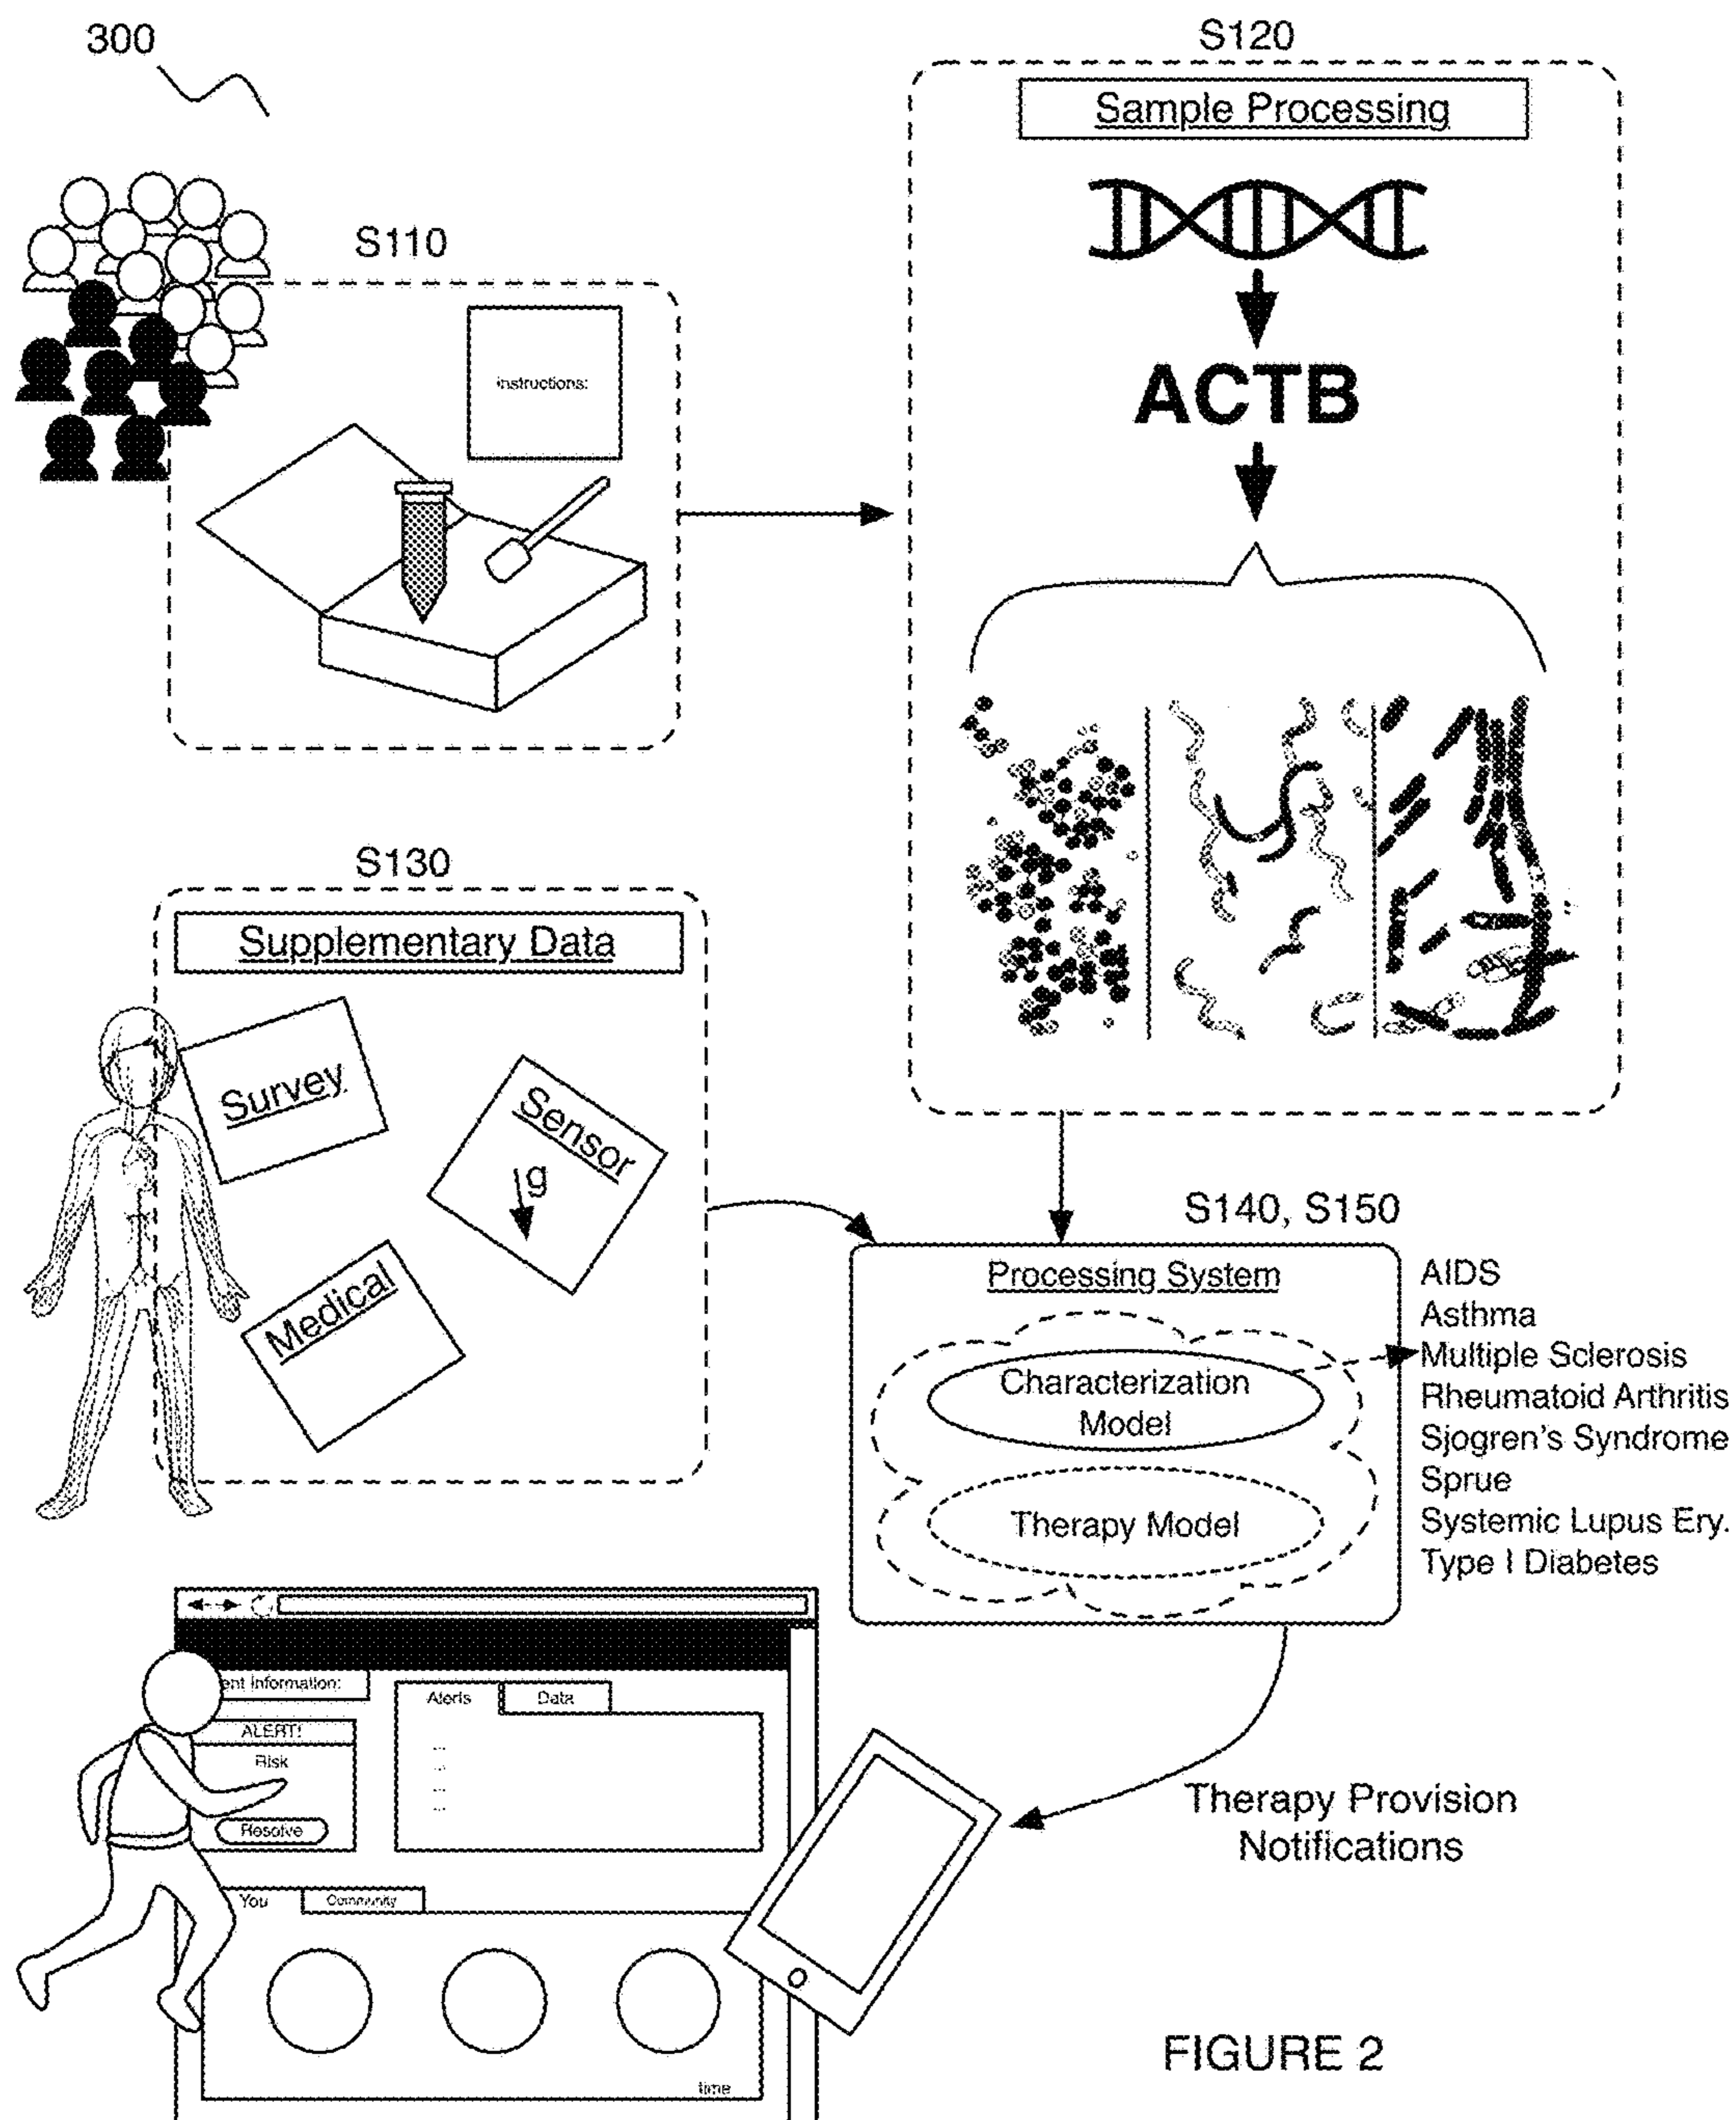 300
S110
instructions:
S120
Sample Processing
ACTB
S130
Supplementary Data
Survey
Sensor
g
Medical
S140, S150
Processing System
Characterization
Model
Therapy Model
AIDS
Asthma
Multiple Sclerosis
Rheumatoid Arthritis
Sjogren's Syndrome
Sprue
Systemic Lupus Ery.
Type I Diabetes
ent Information:
ALERT!
Risk
Resolve
Alerts
Data
...
...
...
...
You
Community
time
Therapy Provision
Notifications
FIGURE 2